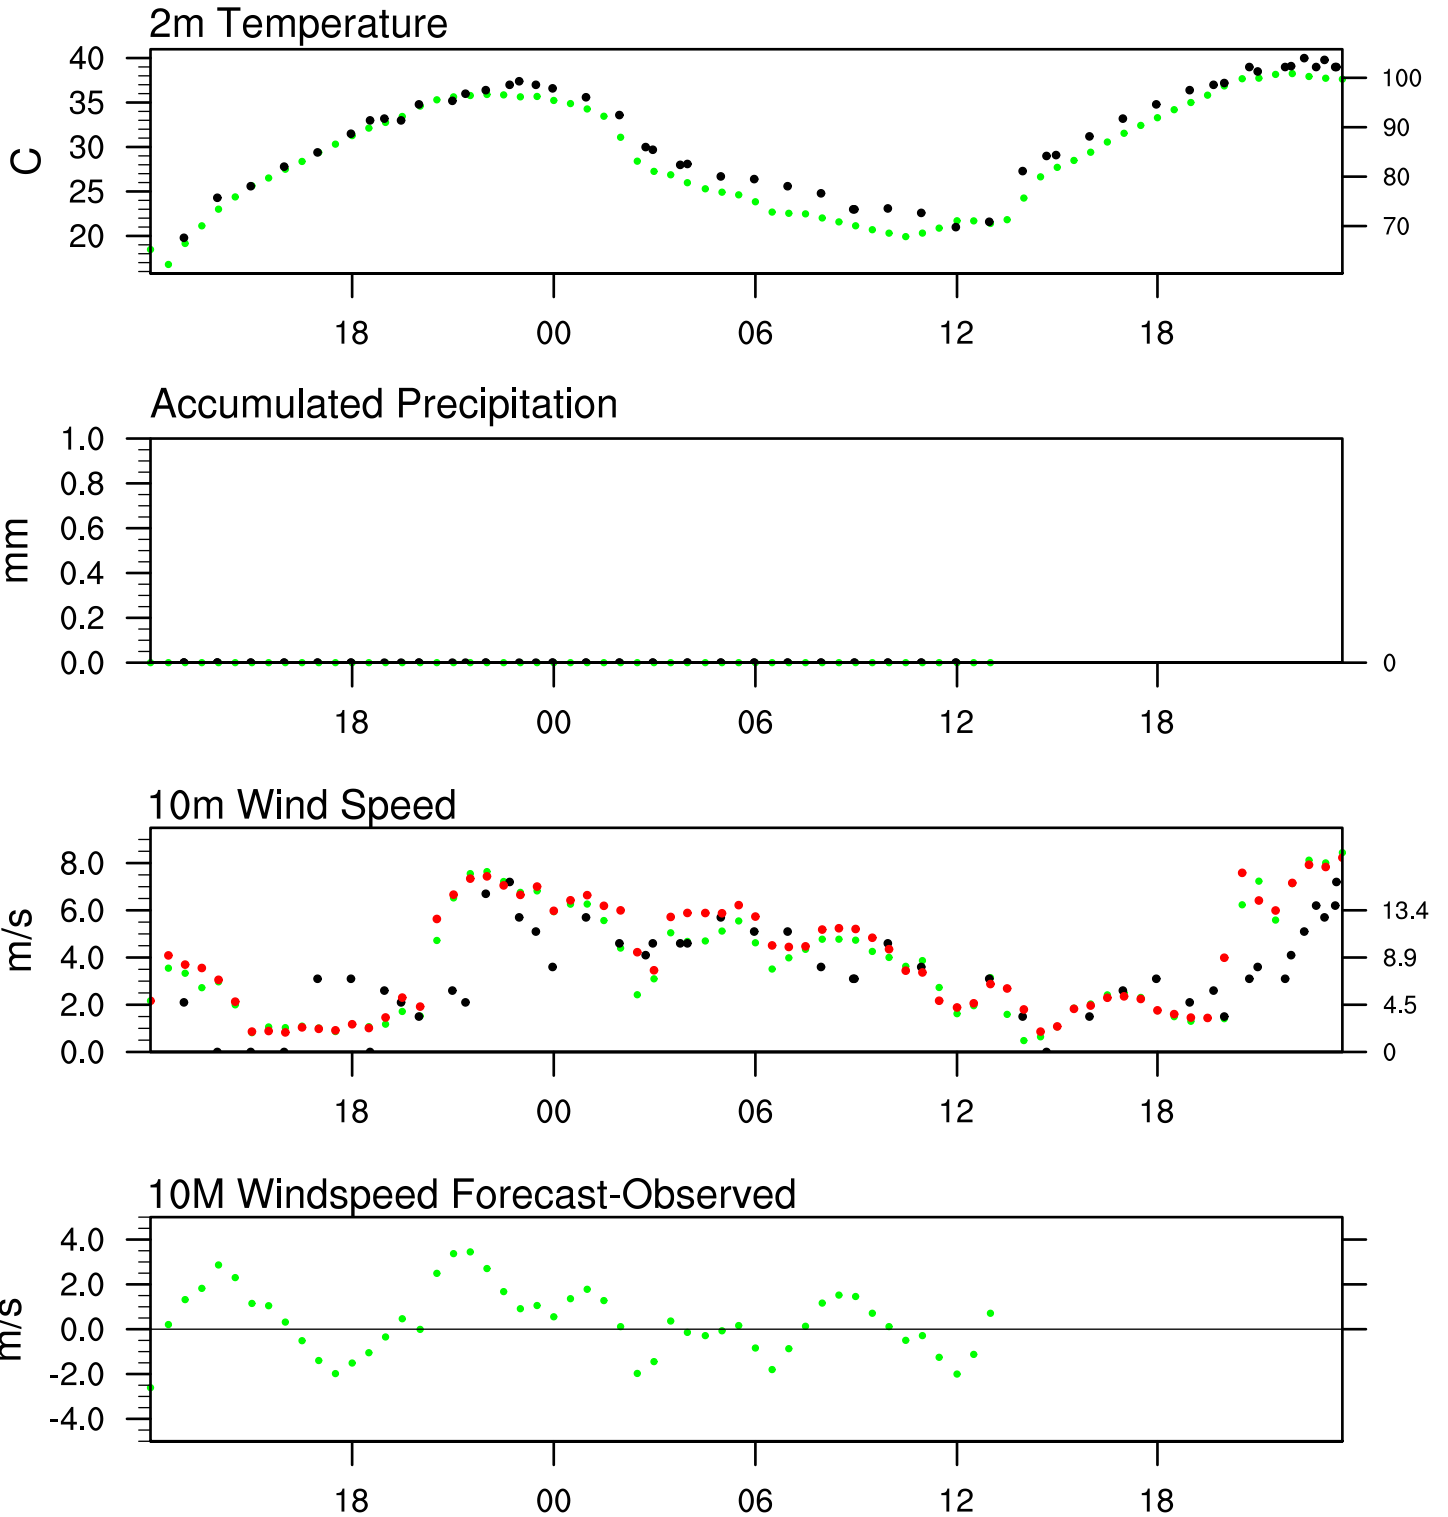 2m Temperature
40
35
30
25
20
C
100
90
80
70
18 00 06 12 18
Accumulated Precipitation
1.0
0.8
0.6
0.4
0.2
0.0
mm
0
18 00 06 12 18
10m Wind Speed
8.0
6.0
4.0
2.0
0.0
m/s
13.4
8.9
4.5
0
18 00 06 12 18
10M Windspeed Forecast-Observed
4.0
2.0
0.0
-2.0
-4.0
m/s
18 00 06 12 18